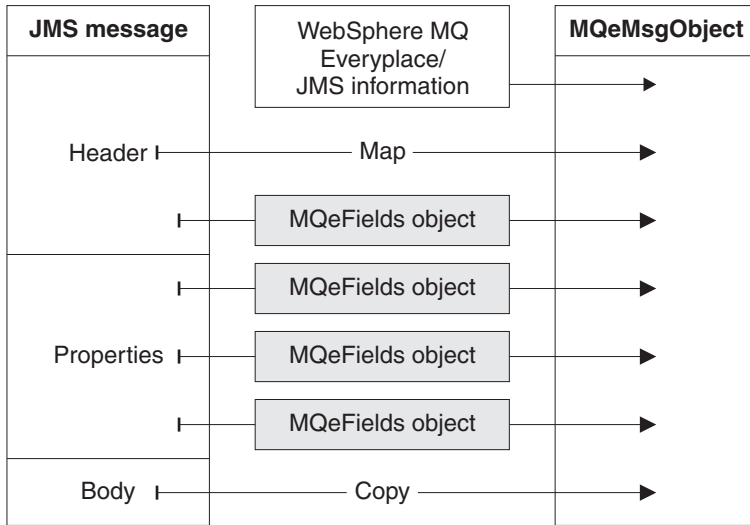 JMS message
WebSphere MQ
Everyplace/
JMS information
MQeMsgObject
Header
Map
MQeFields object
MQeFields object
Properties
MQeFields object
MQeFields object
Body
Copy